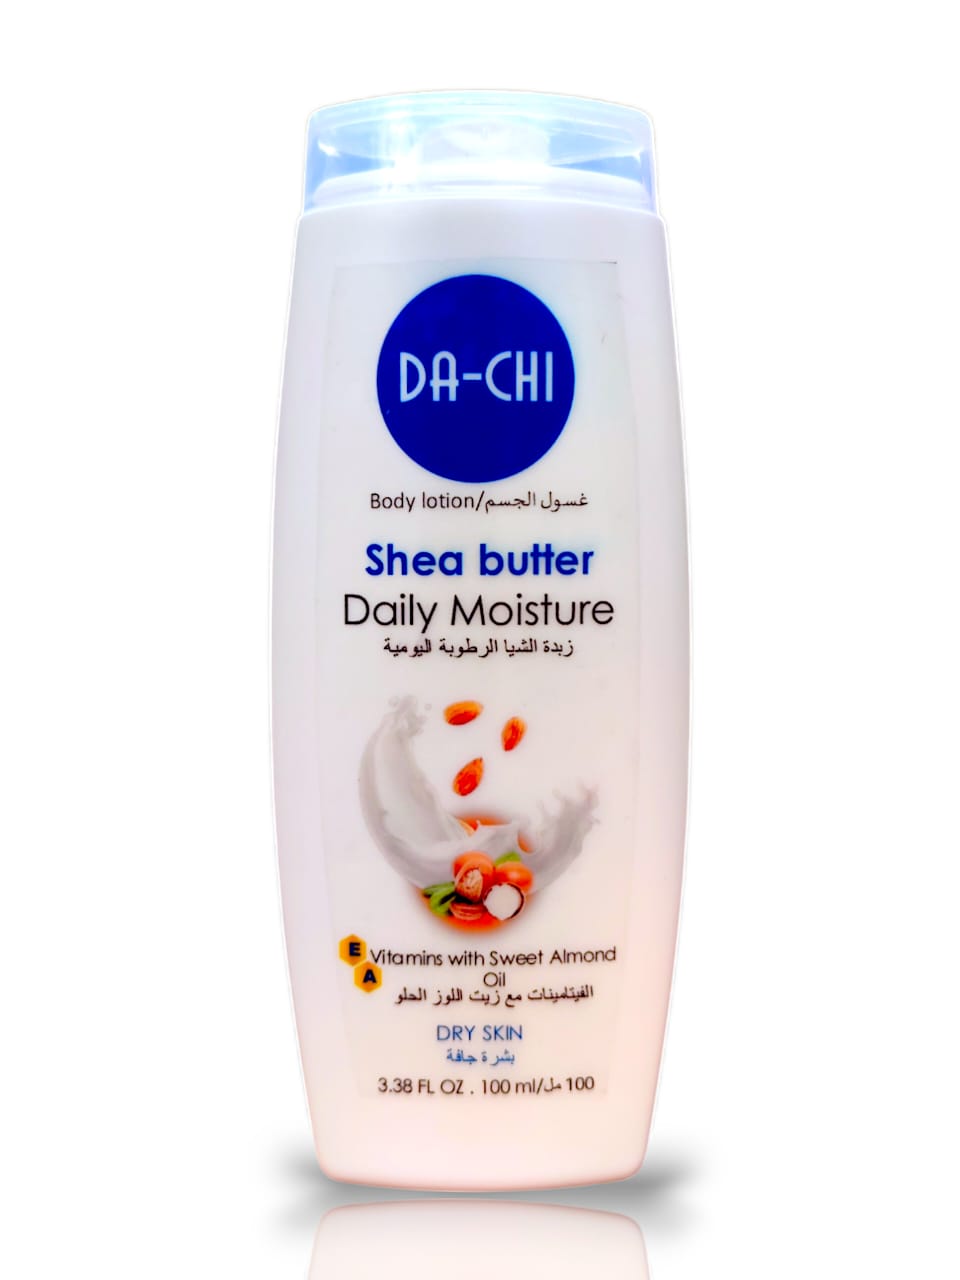 DA-CHI
Body lotion/غسول الجسم
Shea butter
Daily Moisture
زبدة الشيا الرطوبة اليومية
E
Vitamins with Sweet Almond
A
Oil
الفيتامينات مع زيت اللوز الحلو
DRY SKIN
بشرة جافة
3.38 FL OZ . 100 ml/مل 100